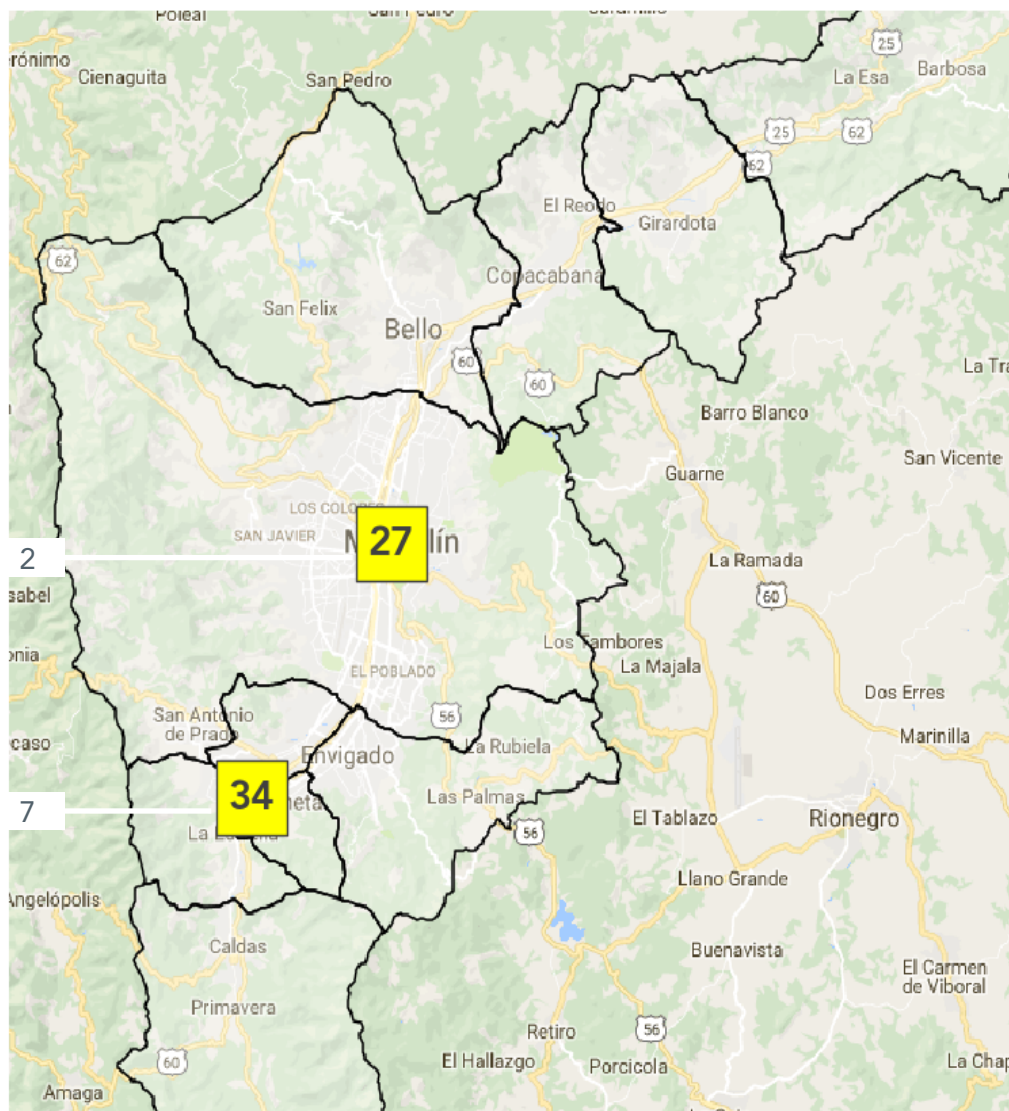 Poleal
San Pedro
25
Barbosa
La Esa
Cienaguita
San Pedro
25
62
62
El Reodo
Girardota
62
Copacabana
San Felix
Bello
60
60
La Tra
Barro Blanco
San Vicente
Guarne
LOS COLORES
SAN JAVIER
27
La Ramada
2
60
Los Tambores
La Majala
EL POBLADO
Dos Erres
San Antonio
de Prado
56
La Rubiela
Marinilla
Envigado
34
Las Palmas
7
El Tablazo
Rionegro
56
Llano Grande
Angelópolis
Caldas
Buenavista
El Carmen
de Viboral
Primavera
Retiro
56
60
El Hallazgo
Porcicola
La Chap
Amaga